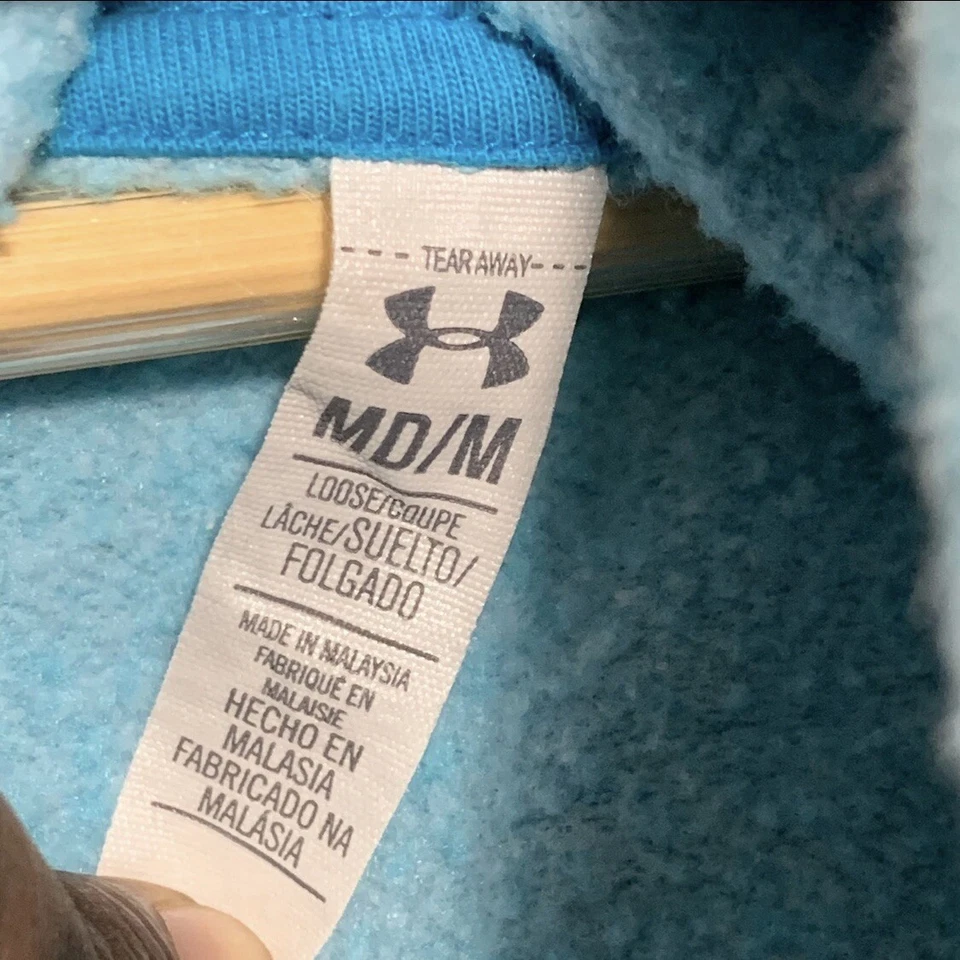 - - - TEAR AWAY- - -
MD/M
LOOSE/COUPE
LÂCHE/SUELTO/
FOLGADO
MADE IN MALAYSIA
FABRIQUÉ EN
MALAISIE
HECHO EN
MALASIA
FABRICADO NA
MALÁSIA